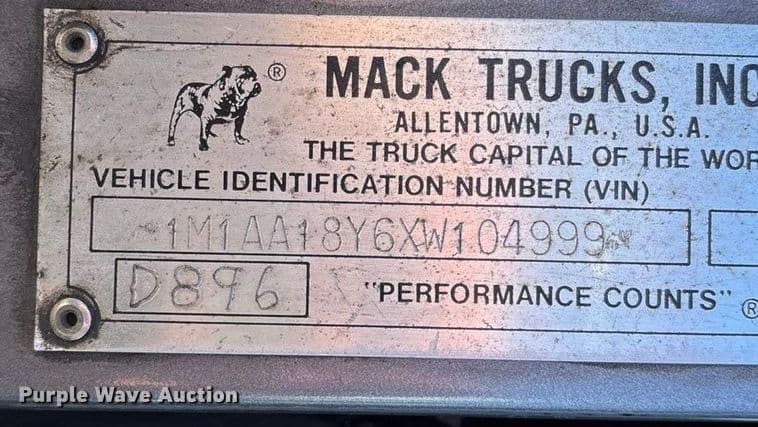 ® MACK TRUCKS, INC
ALLENTOWN, PA., U.S.A.
THE TRUCK CAPITAL OF THE WOR
VEHICLE IDENTIFICATION NUMBER (VIN)
1M1AA18Y6XW104999
D896
"PERFORMANCE COUNTS" ®
Purple Wave Auction